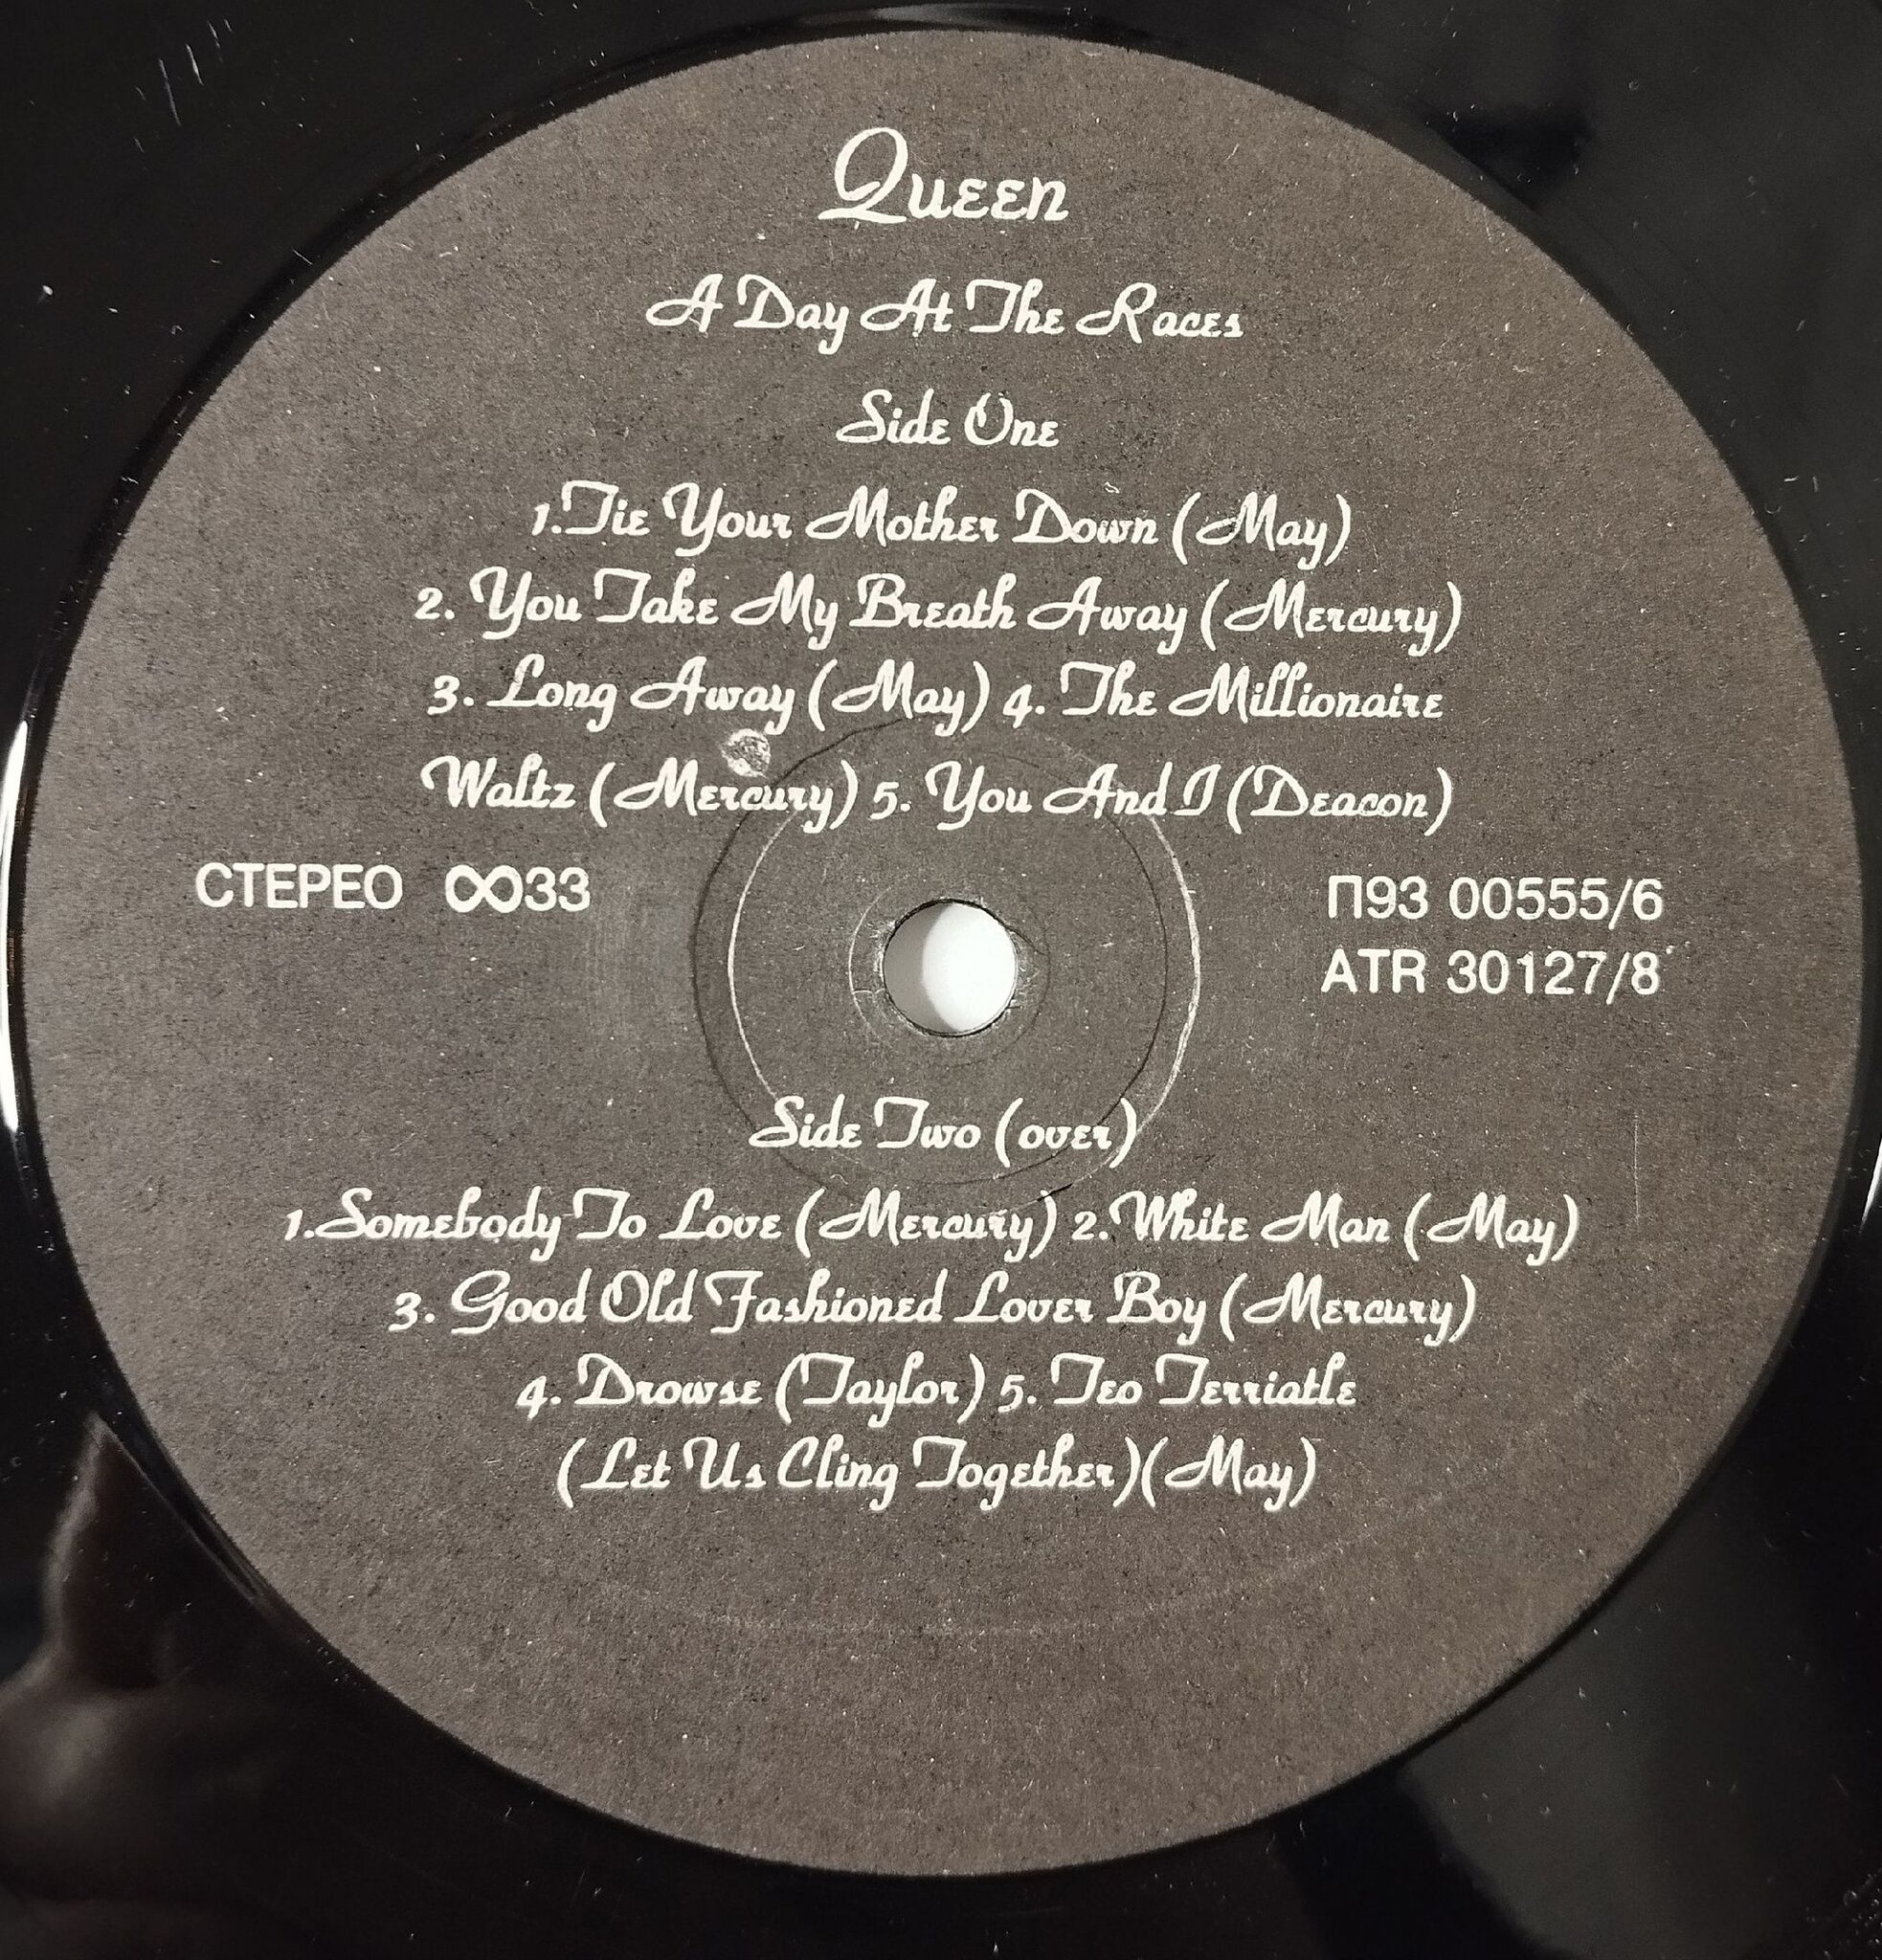 Queen
A Day At The Races
Side One
1. Tie Your Mother Down (May)
2. You Take My Breath Away (Mercury)
3. Long Away (May) 4. The Millionaire
Waltz (Mercury) 5. You And I (Deacon)
СТЕРЕО ∞33
П93 00555/6
ATR 30127/8
Side Two (over)
1. Somebody To Love (Mercury) 2. White Man (May)
3. Good Old Fashioned Lover Boy (Mercury)
4. Drowse (Taylor) 5. Teo Terriatle
(Let Us Cling Together)(May)